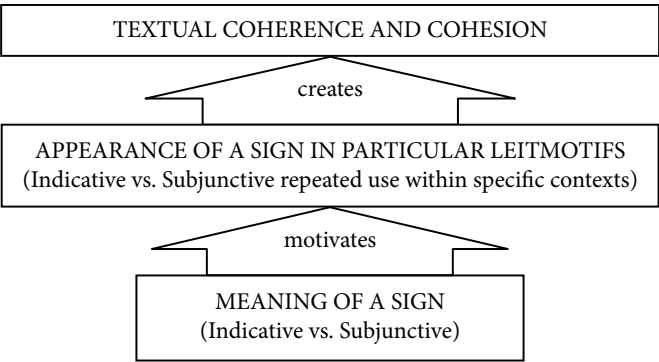 TEXTUAL COHERENCE AND COHESION
creates
APPEARANCE OF A SIGN IN PARTICULAR LEITMOTIFS
(Indicative vs. Subjunctive repeated use within specific contexts)
motivates
MEANING OF A SIGN
(Indicative vs. Subjunctive)